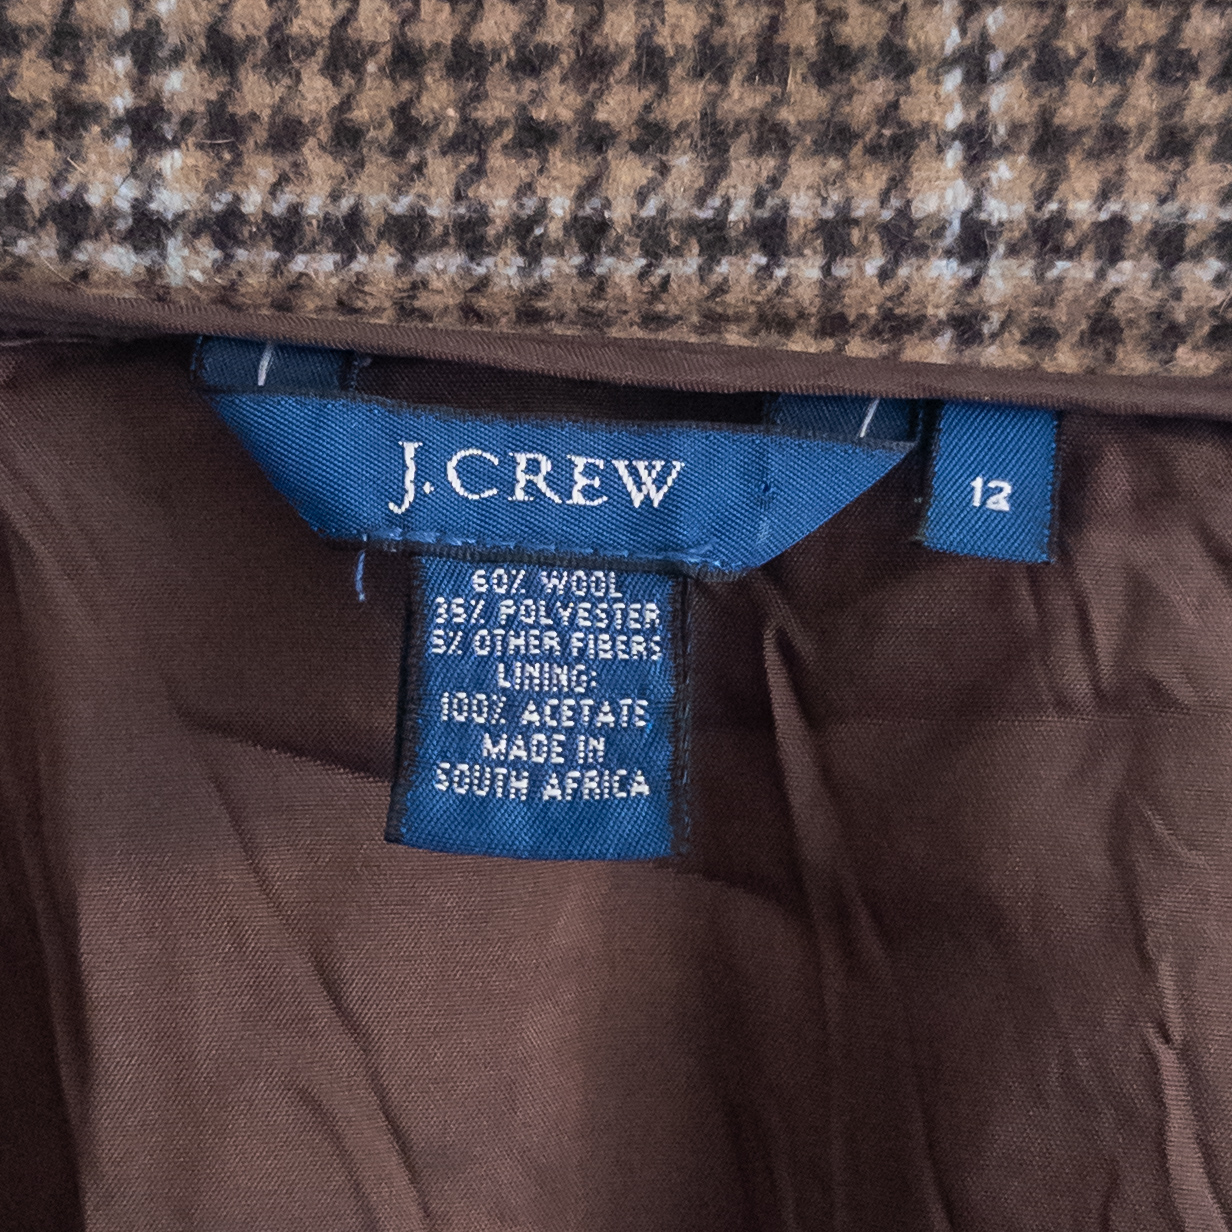 J.CREW
12
60% WOOL
35% POLYESTER
5% OTHER FIBERS
LINING:
100% ACETATE
MADE IN
SOUTH AFRICA